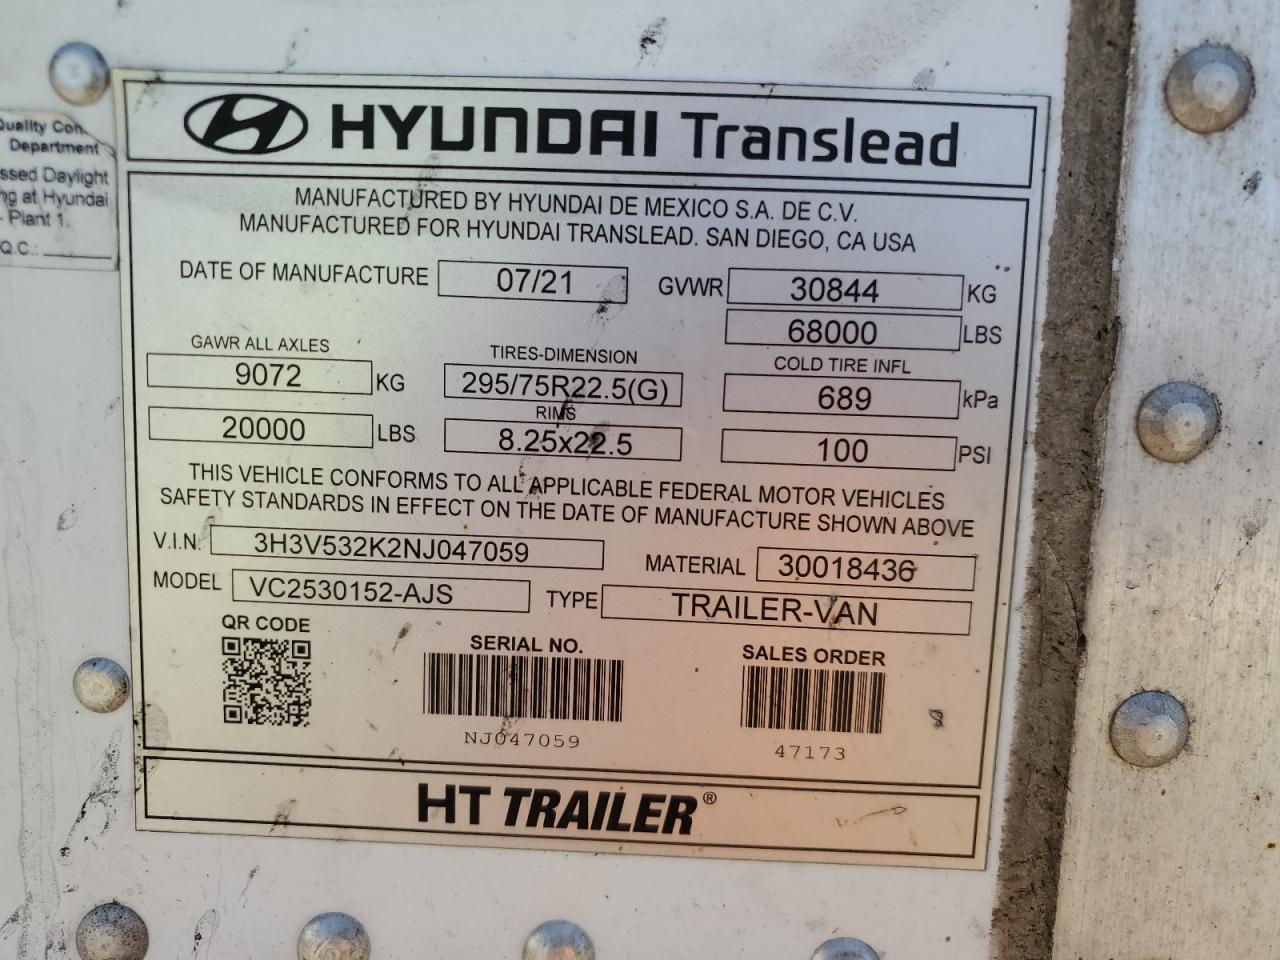 HYUNDAI Translead
MANUFACTURED BY HYUNDAI DE MEXICO S.A. DE C.V.
MANUFACTURED FOR HYUNDAI TRANSLEAD. SAN DIEGO, CA USA
DATE OF MANUFACTURE 07/21 GVWR 30844 KG
68000 LBS
GAWR ALL AXLES TIRES-DIMENSION COLD TIRE INFL
9072 KG 295/75R22.5(G) 689 kPa
RIMS
20000 LBS 8.25x22.5 100 PSI
THIS VEHICLE CONFORMS TO ALL APPLICABLE FEDERAL MOTOR VEHICLES
SAFETY STANDARDS IN EFFECT ON THE DATE OF MANUFACTURE SHOWN ABOVE
V.I.N. 3H3V532K2NJ047059 MATERIAL 30018436
MODEL VC2530152-AJS TYPE TRAILER-VAN
QR CODE SERIAL NO. SALES ORDER
NJ047059 47173
HT TRAILER®
Quality
Department
Daylight
at Hyundai
Plant 1.
Q.C.: